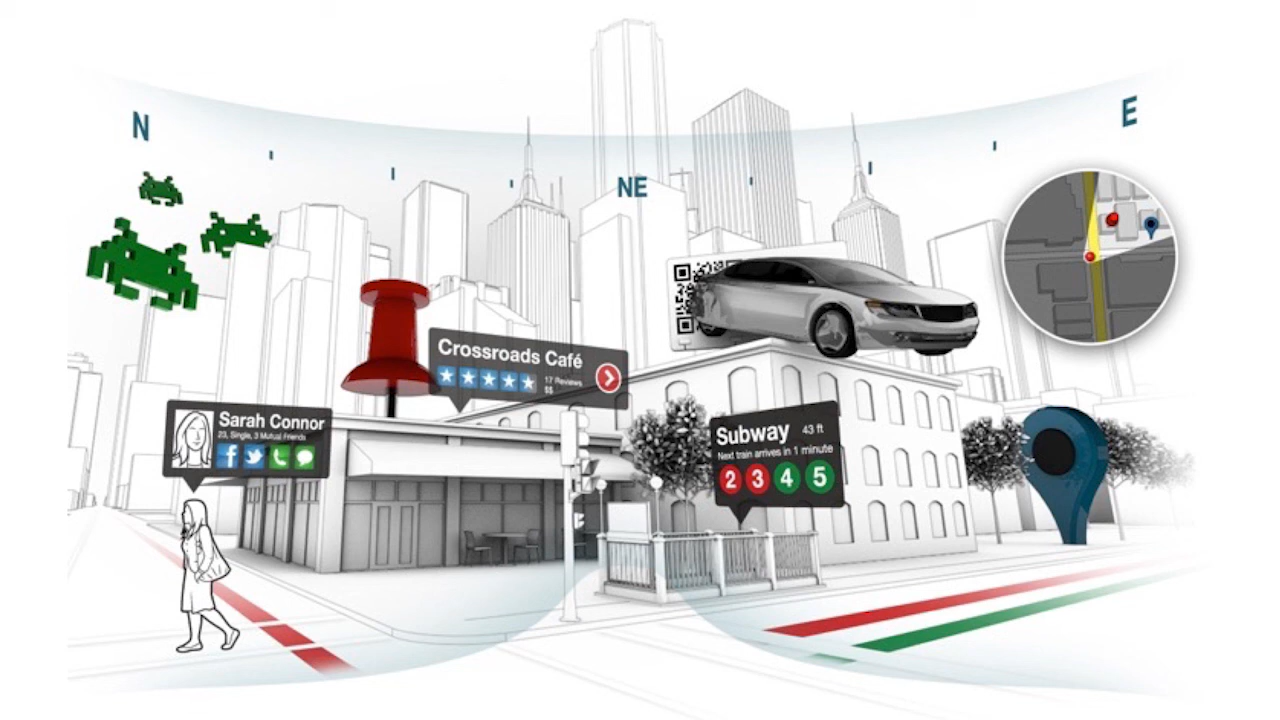 N
E
NE
Crossroads Café
17 Reviews
$$
Sarah Connor
23, Single, 3 Mutual Friends
f
Subway 43 ft
Next train arrives in 1 minute
2 3 4 5